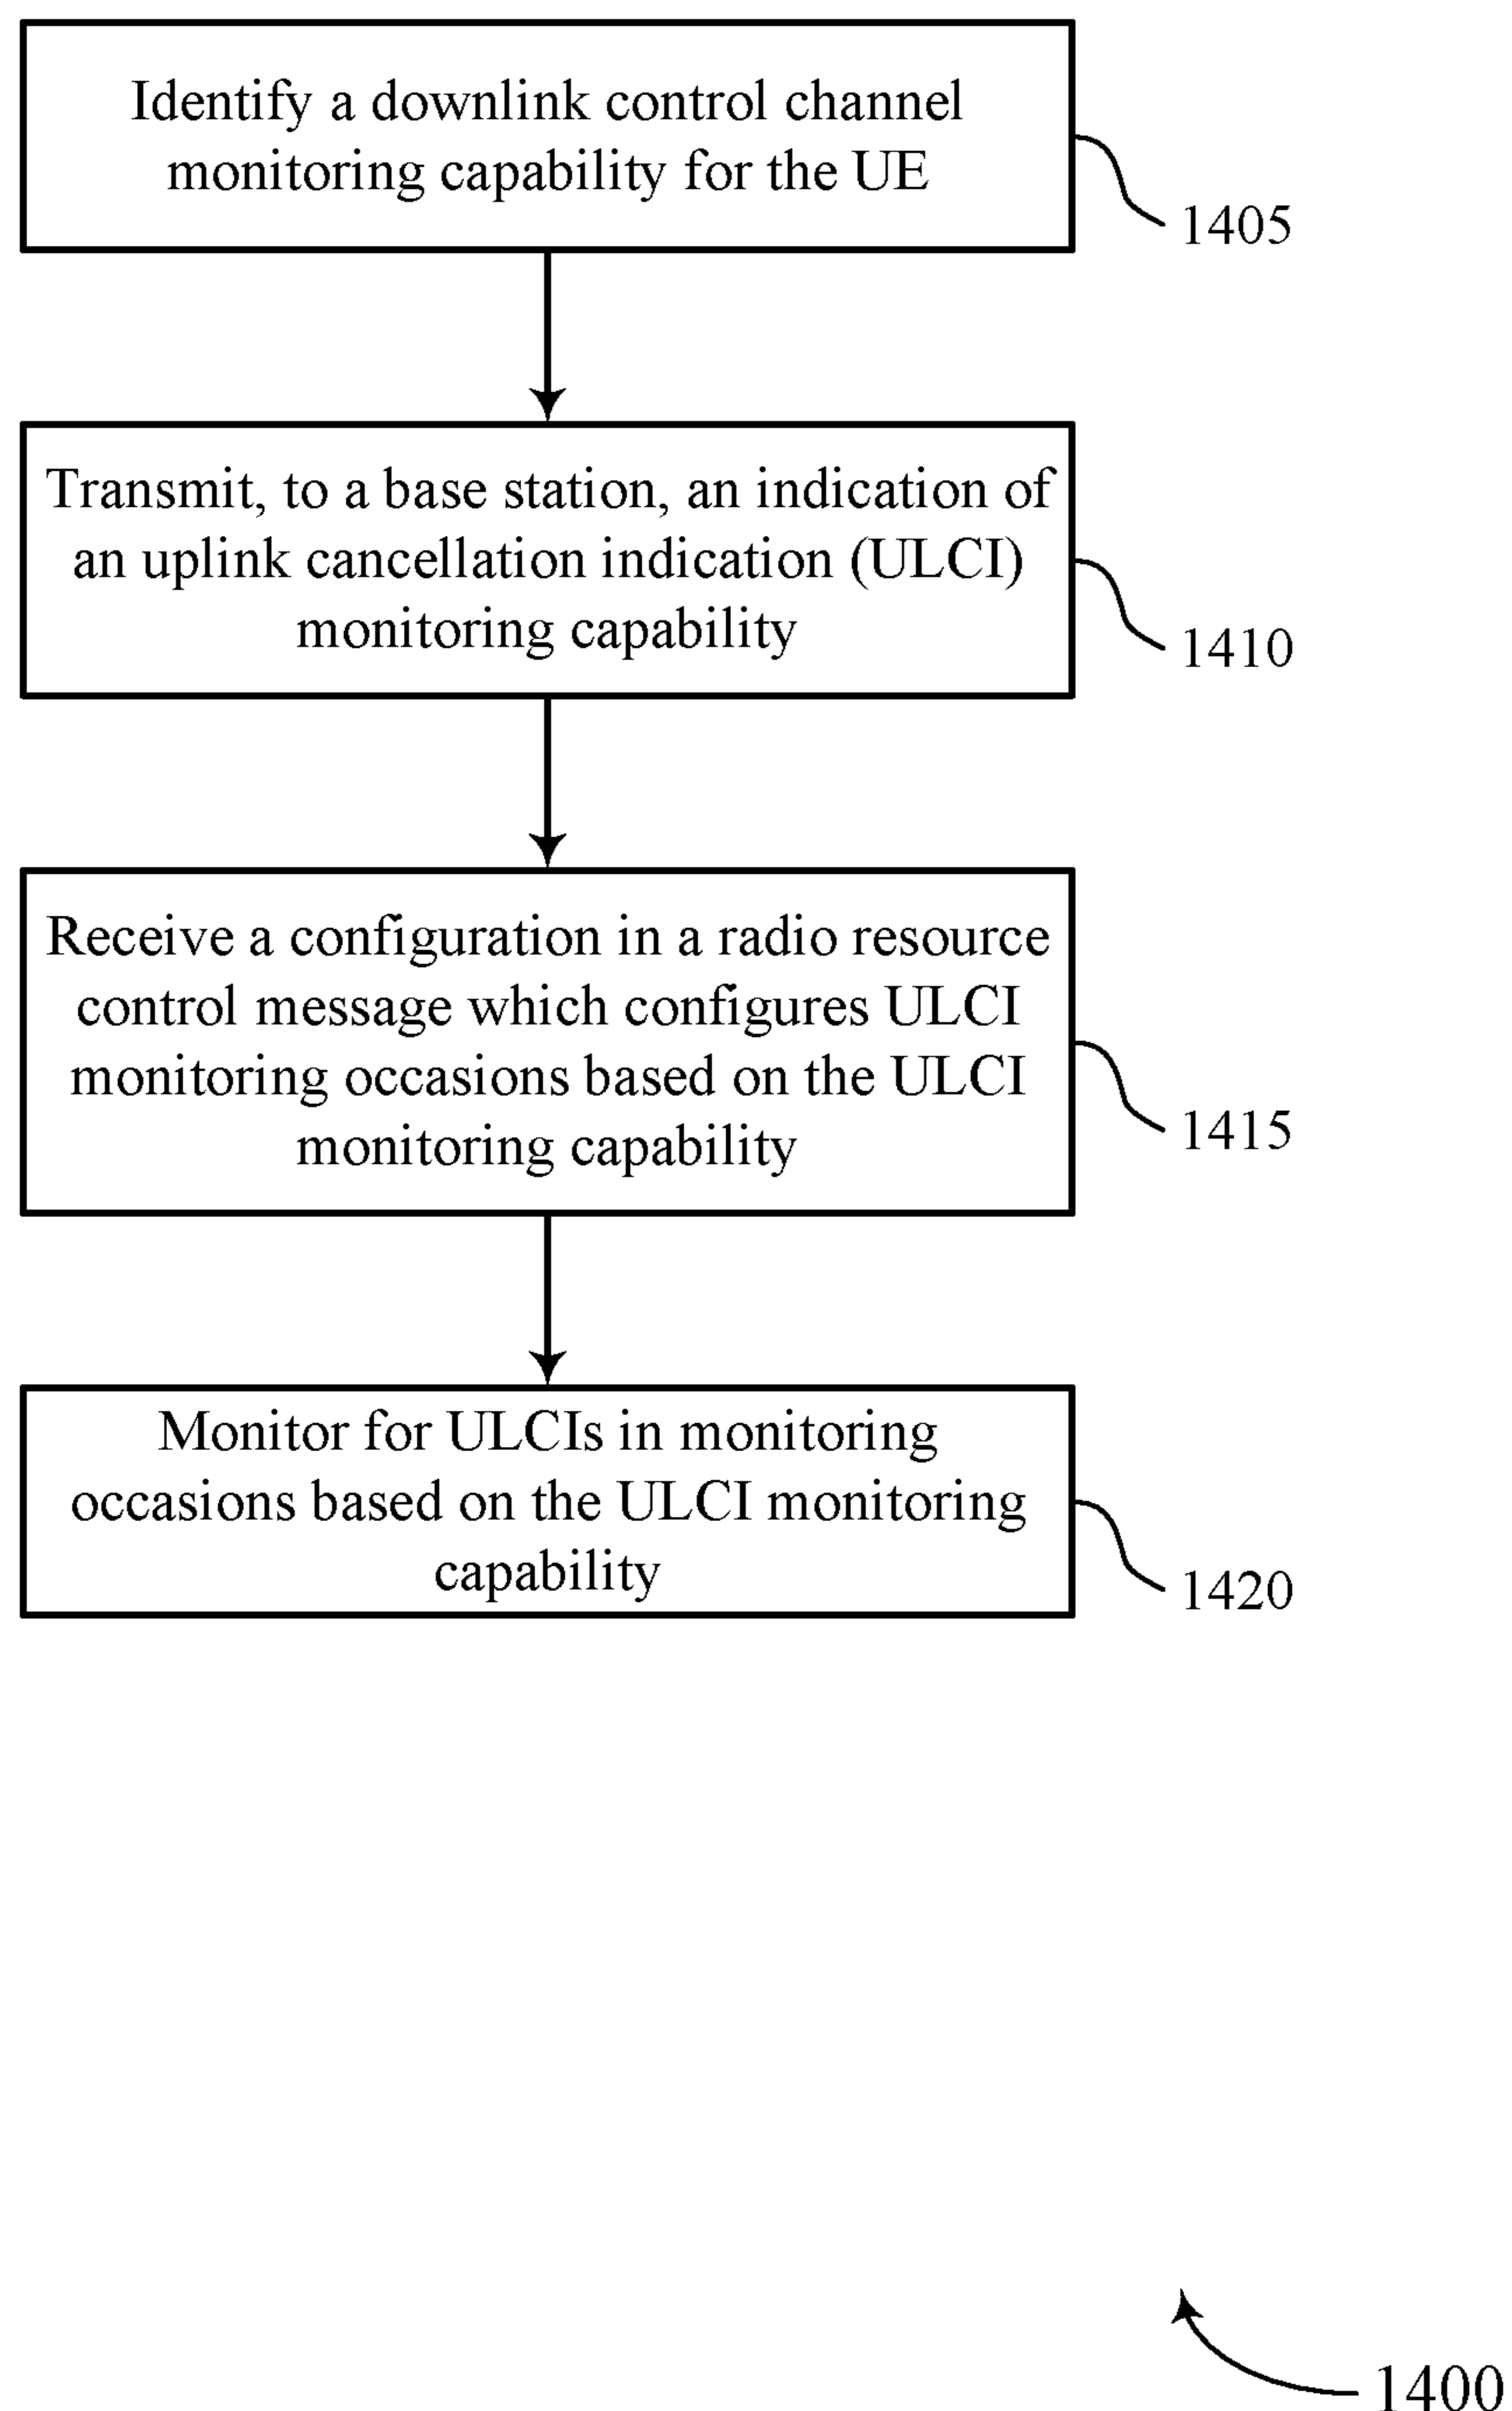 Identify a downlink control channel
monitoring capability for the UE
1405
Transmit, to a base station, an indication of
an uplink cancellation indication (ULCI)
monitoring capability
1410
Receive a configuration in a radio resource
control message which configures ULCI
monitoring occasions based on the ULCI
monitoring capability
1415
Monitor for ULCIs in monitoring
occasions based on the ULCI monitoring
capability
1420
1400